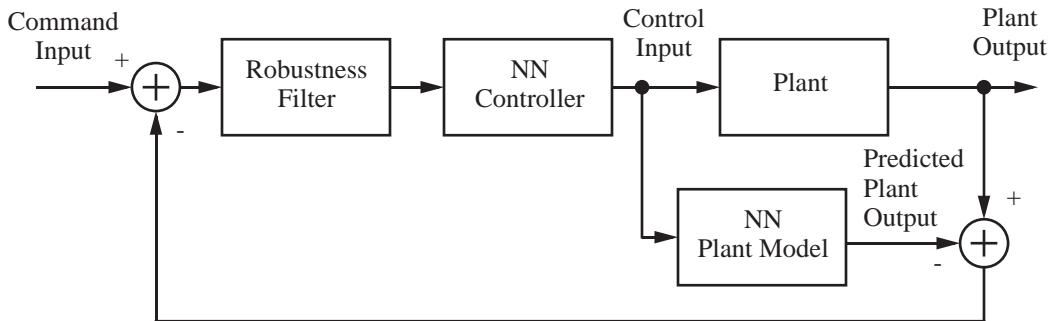 Command
Input
+
-
Robustness
Filter
NN
Controller
Control
Input
Plant
Plant
Output
Predicted
Plant
Output
NN
Plant Model
+
-